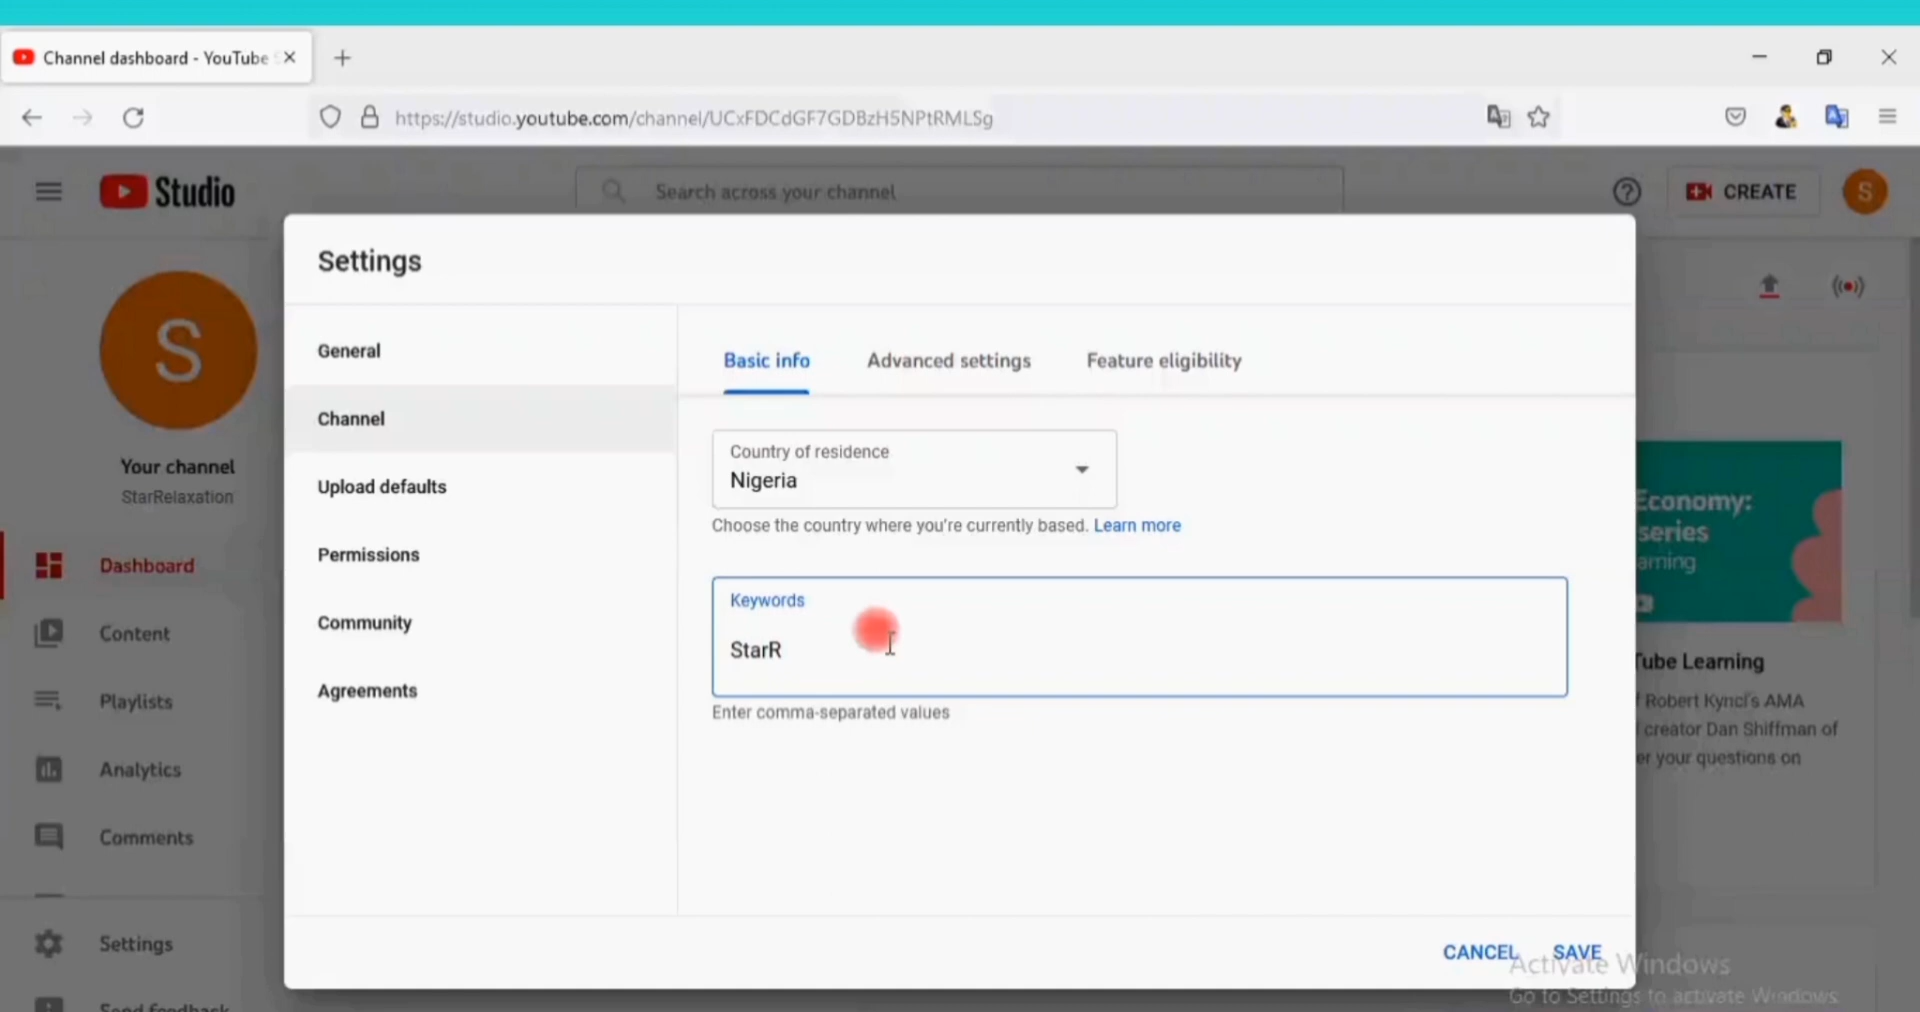 Channel dashboard - YouTube
https://studio.youtube.com/channel/UCxFDCdGF7GDBzH5NPtRMLSg
Studio
Search across your channel
CREATE
S
Settings
S
Your channel
StarRelaxation
Dashboard
Content
Playlists
Analytics
Comments
Settings
Send feedback
General
Channel
Upload defaults
Permissions
Community
Agreements
Basic info
Advanced settings
Feature eligibility
Country of residence
Nigeria
Choose the country where you're currently based. Learn more
Keywords
StarR
Enter comma-separated values
CANCEL
SAVE
Economy:
series
Tube Learning
Robert Kyncl's AMA
creator Dan Shiffman of
er your questions on
Activate Windows
Go to Settings to activate Windows.